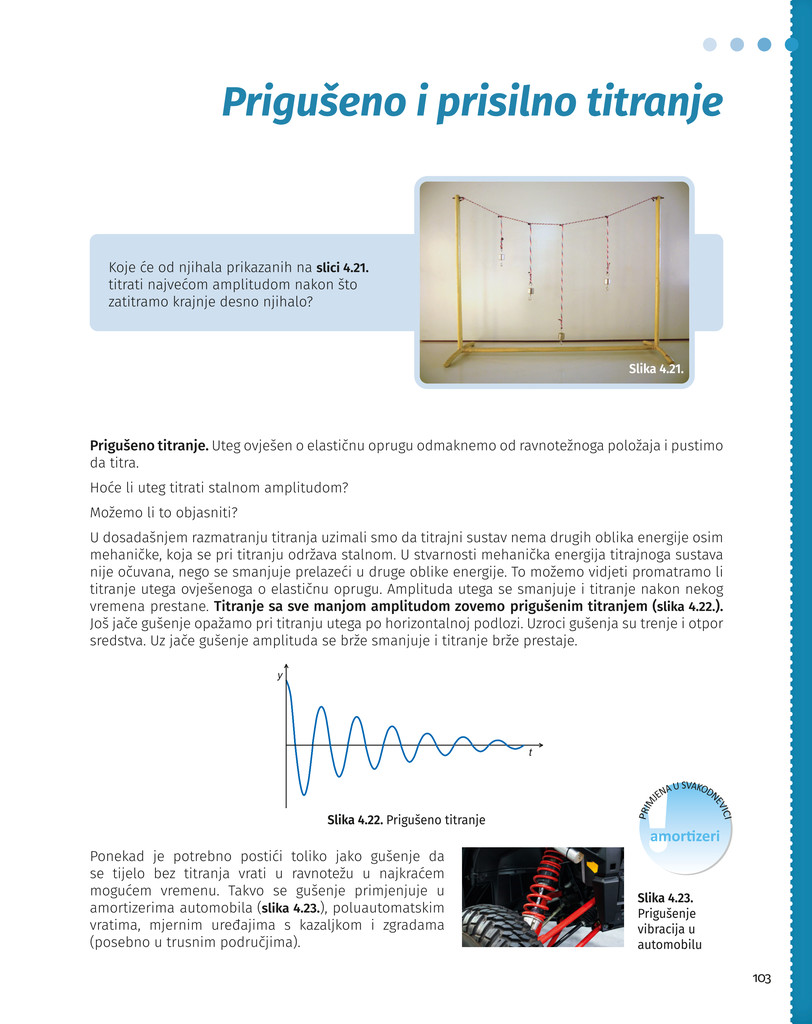 Prigušeno i prisilno titranje
Koje će od njihala prikazanih na slici 4.21.
titrati najvećom amplitudom nakon što
zatitramo krajnje desno njihalo?
Slika 4.21.
Prigušeno titranje. Uteg ovješen o elastičnu oprugu odmaknemo od ravnotežnoga položaja i pustimo
da titra.
Hoće li uteg titrati stalnom amplitudom?
Možemo li to objasniti?
U dosadašnjem razmatranju titranja uzimali smo da titrajni sustav nema drugih oblika energije osim
mehaničke, koja se pri titranju održava stalnom. U stvarnosti mehanička energija titrajnoga sustava
nije očuvana, nego se smanjuje prelazeći u druge oblike energije. To možemo vidjeti promatramo li
titranje utega ovješenoga o elastičnu oprugu. Amplituda utega se smanjuje i titranje nakon nekog
vremena prestane. Titranje sa sve manjom amplitudom zovemo prigušenim titranjem (slika 4.22.).
Još jače gušenje opažamo pri titranju utega po horizontalnoj podlozi. Uzroci gušenja su trenje i otpor
sredstva. Uz jače gušenje amplituda se brže smanjuje i titranje brže prestaje.
y
t
Slika 4.22. Prigušeno titranje
PRIMJENA U SVAKODNEVICI
amortizeri
Ponekad je potrebno postići toliko jako gušenje da
se tijelo bez titranja vrati u ravnotežu u najkraćem
mogućem vremenu. Takvo se gušenje primjenjuje u
amortizerima automobila (slika 4.23.), poluautomatskim
vratima, mjernim uređajima s kazaljkom i zgradama
(posebno u trusnim područjima).
Slika 4.23.
Prigušenje
vibracija u
automobilu
103